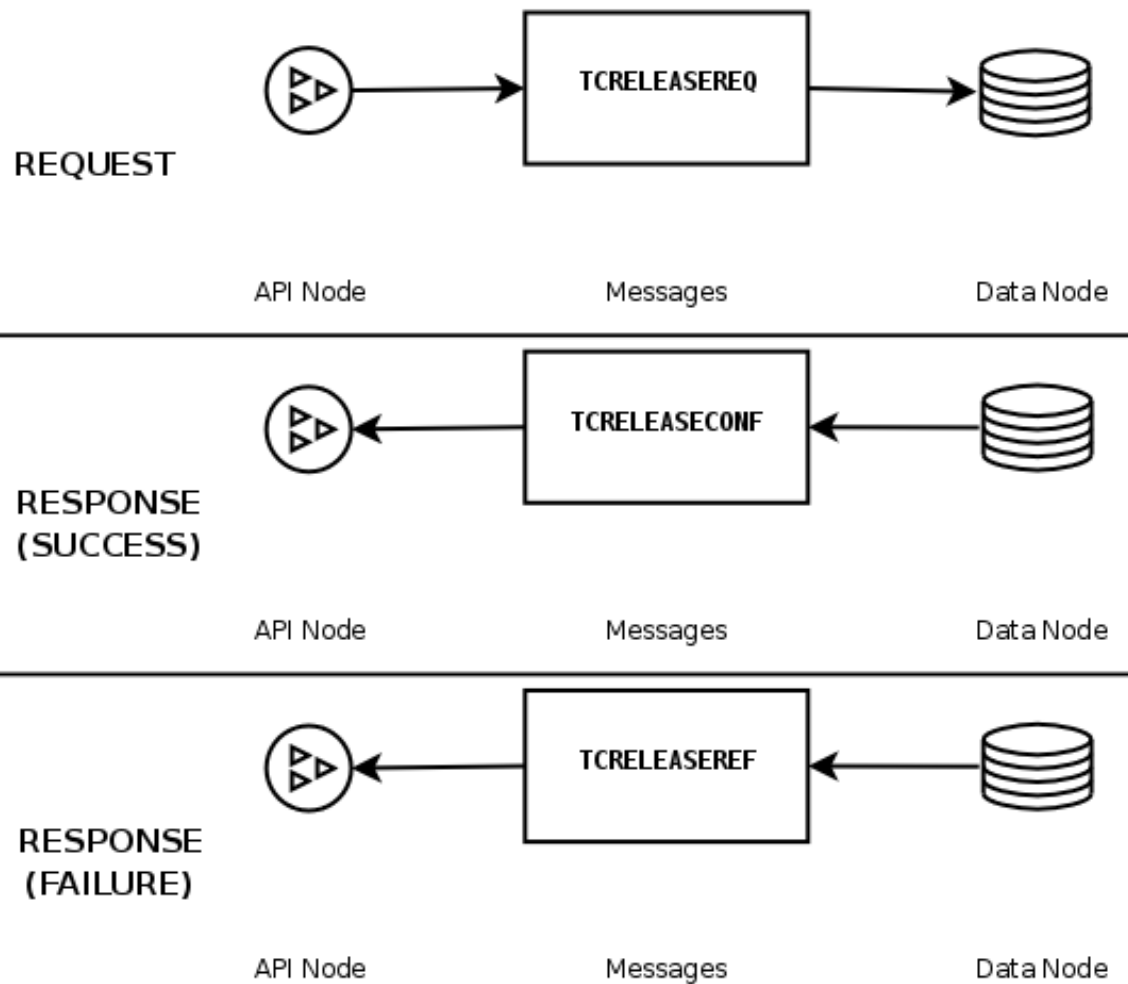 TCRELEASEREQ
REQUEST
API Node
Messages
Data Node
TCRELEASECONF
RESPONSE
(SUCCESS)
API Node
Messages
Data Node
TCRELEASEREF
RESPONSE
(FAILURE)
API Node
Messages
Data Node